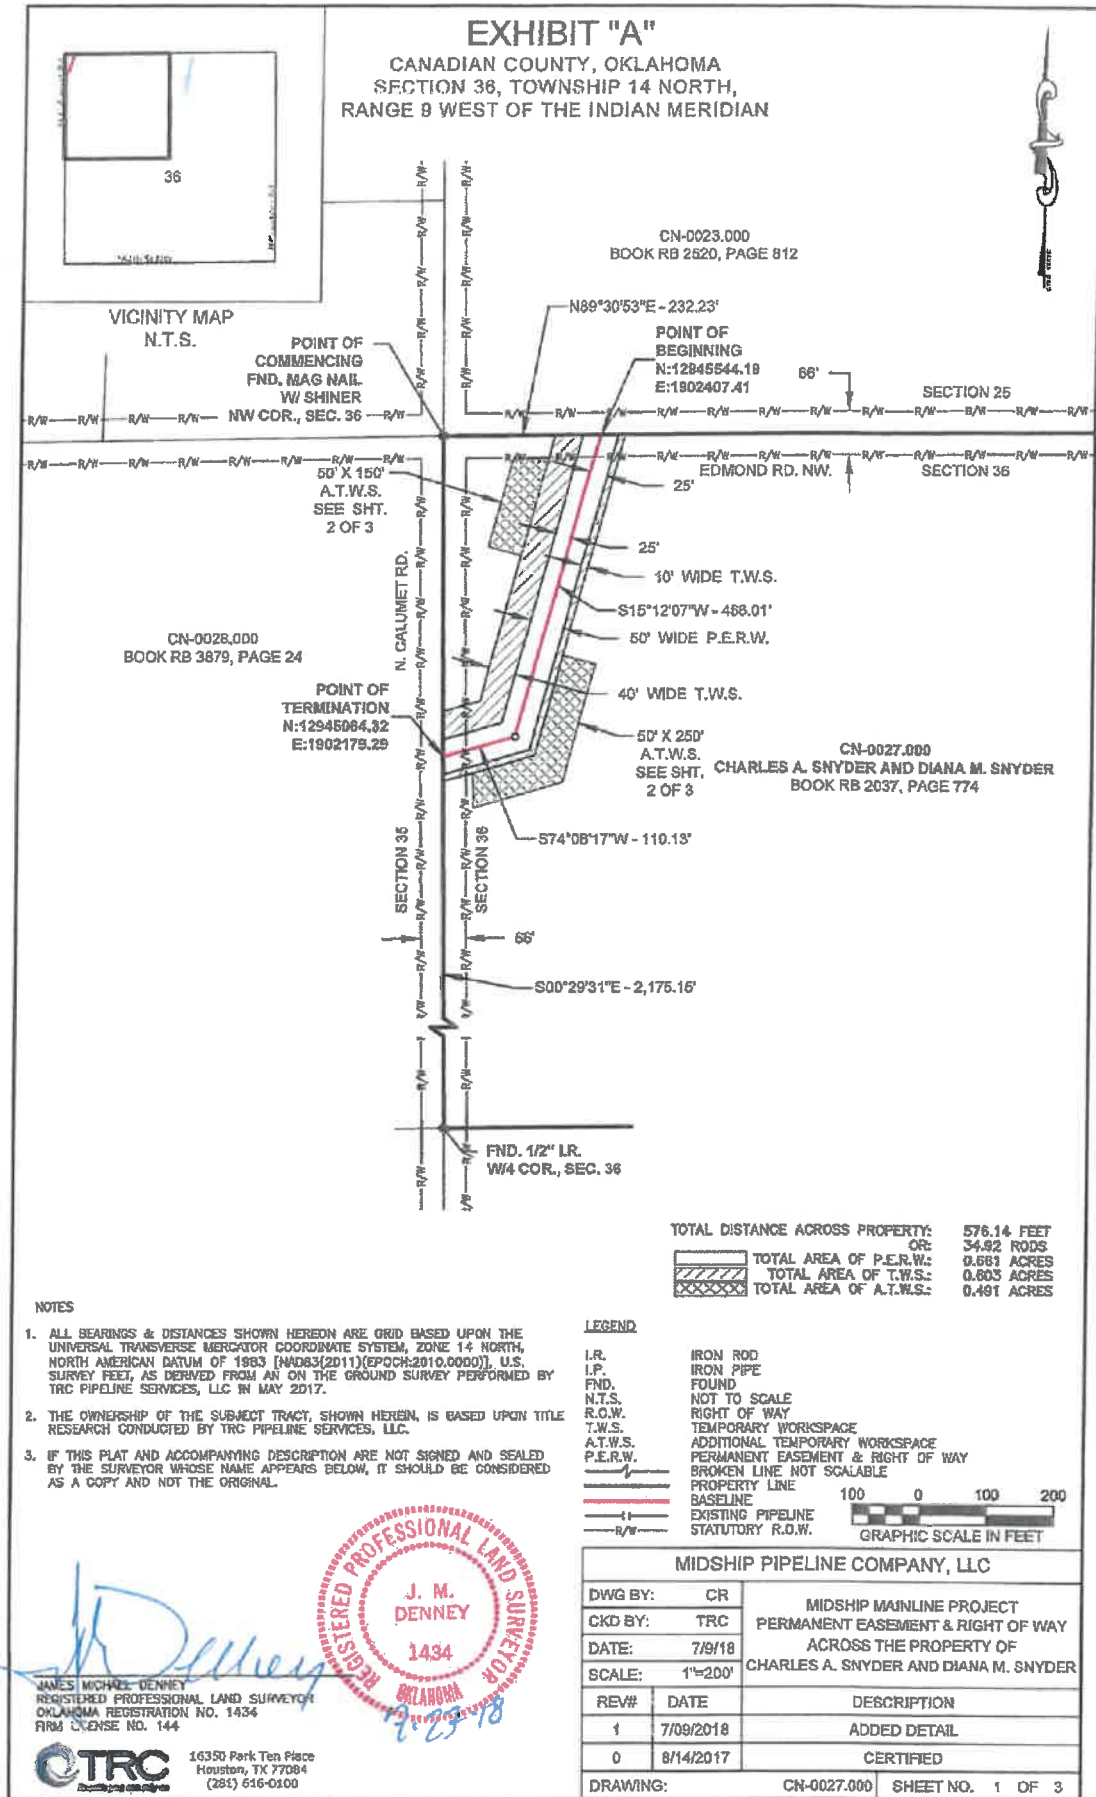 EXHIBIT "A"
CANADIAN COUNTY, OKLAHOMA
SECTION 36, TOWNSHIP 14 NORTH,
RANGE 9 WEST OF THE INDIAN MERIDIAN
36
VICINITY MAP
N.T.S.
CN-0023.000
BOOK RB 2520, PAGE 812
N89°30'53"E - 232.23'
POINT OF
COMMENCING
FND. MAG NAIL
W/ SHINER
NW COR., SEC. 36
POINT OF
BEGINNING
N:12945544.19
E:1902407.41
66'
SECTION 25
R/W
EDMOND RD. NW.
SECTION 36
50' X 150'
A.T.W.S.
SEE SHT.
2 OF 3
25'
25'
10' WIDE T.W.S.
S15°12'07"W - 466.01'
50' WIDE P.E.R.W.
40' WIDE T.W.S.
N. CALUMET RD.
CN-0026.000
BOOK RB 3879, PAGE 24
POINT OF
TERMINATION
N:12945064.32
E:1902179.29
50' X 250'
A.T.W.S.
SEE SHT.
2 OF 3
CN-0027.000
CHARLES A. SNYDER AND DIANA M. SNYDER
BOOK RB 2037, PAGE 774
S74°08'17"W - 110.13'
SECTION 35
SECTION 36
66'
S00°29'31"E - 2,175.15'
FND. 1/2" I.R.
W/4 COR., SEC. 36
TOTAL DISTANCE ACROSS PROPERTY: 576.14 FEET
OR: 34.92 RODS
TOTAL AREA OF P.E.R.W.: 0.661 ACRES
TOTAL AREA OF T.W.S.: 0.603 ACRES
TOTAL AREA OF A.T.W.S.: 0.491 ACRES
NOTES
1. ALL BEARINGS & DISTANCES SHOWN HEREON ARE GRID BASED UPON THE
UNIVERSAL TRANSVERSE MERCATOR COORDINATE SYSTEM, ZONE 14 NORTH,
NORTH AMERICAN DATUM OF 1983 [NAD83(2011)(EPOCH:2010.0000)], U.S.
SURVEY FEET, AS DERIVED FROM AN ON THE GROUND SURVEY PERFORMED BY
TRC PIPELINE SERVICES, LLC IN MAY 2017.
2. THE OWNERSHIP OF THE SUBJECT TRACT, SHOWN HEREIN, IS BASED UPON TITLE
RESEARCH CONDUCTED BY TRC PIPELINE SERVICES, LLC.
3. IF THIS PLAT AND ACCOMPANYING DESCRIPTION ARE NOT SIGNED AND SEALED
BY THE SURVEYOR WHOSE NAME APPEARS BELOW, IT SHOULD BE CONSIDERED
AS A COPY AND NOT THE ORIGINAL.
LEGEND
I.R. IRON ROD
I.P. IRON PIPE
FND. FOUND
N.T.S. NOT TO SCALE
R.O.W. RIGHT OF WAY
T.W.S. TEMPORARY WORKSPACE
A.T.W.S. ADDITIONAL TEMPORARY WORKSPACE
P.E.R.W. PERMANENT EASEMENT & RIGHT OF WAY
BROKEN LINE NOT SCALABLE
PROPERTY LINE
BASELINE
EXISTING PIPELINE
R/W STATUTORY R.O.W.
100 0 100 200
GRAPHIC SCALE IN FEET
REGISTERED PROFESSIONAL LAND SURVEYOR
J. M.
DENNEY
1434
OKLAHOMA
7-23-18
JAMES MICHAEL DENNEY
REGISTERED PROFESSIONAL LAND SURVEYOR
OKLAHOMA REGISTRATION NO. 1434
FIRM LICENSE NO. 144
TRC
16350 Park Ten Place
Houston, TX 77084
(281) 616-0100
MIDSHIP PIPELINE COMPANY, LLC
DWG BY: CR
CKD BY: TRC
DATE: 7/9/18
SCALE: 1"=200'
MIDSHIP MAINLINE PROJECT
PERMANENT EASEMENT & RIGHT OF WAY
ACROSS THE PROPERTY OF
CHARLES A. SNYDER AND DIANA M. SNYDER
REV# DATE DESCRIPTION
1 7/09/2018 ADDED DETAIL
0 8/14/2017 CERTIFIED
DRAWING: CN-0027.000 SHEET NO. 1 OF 3